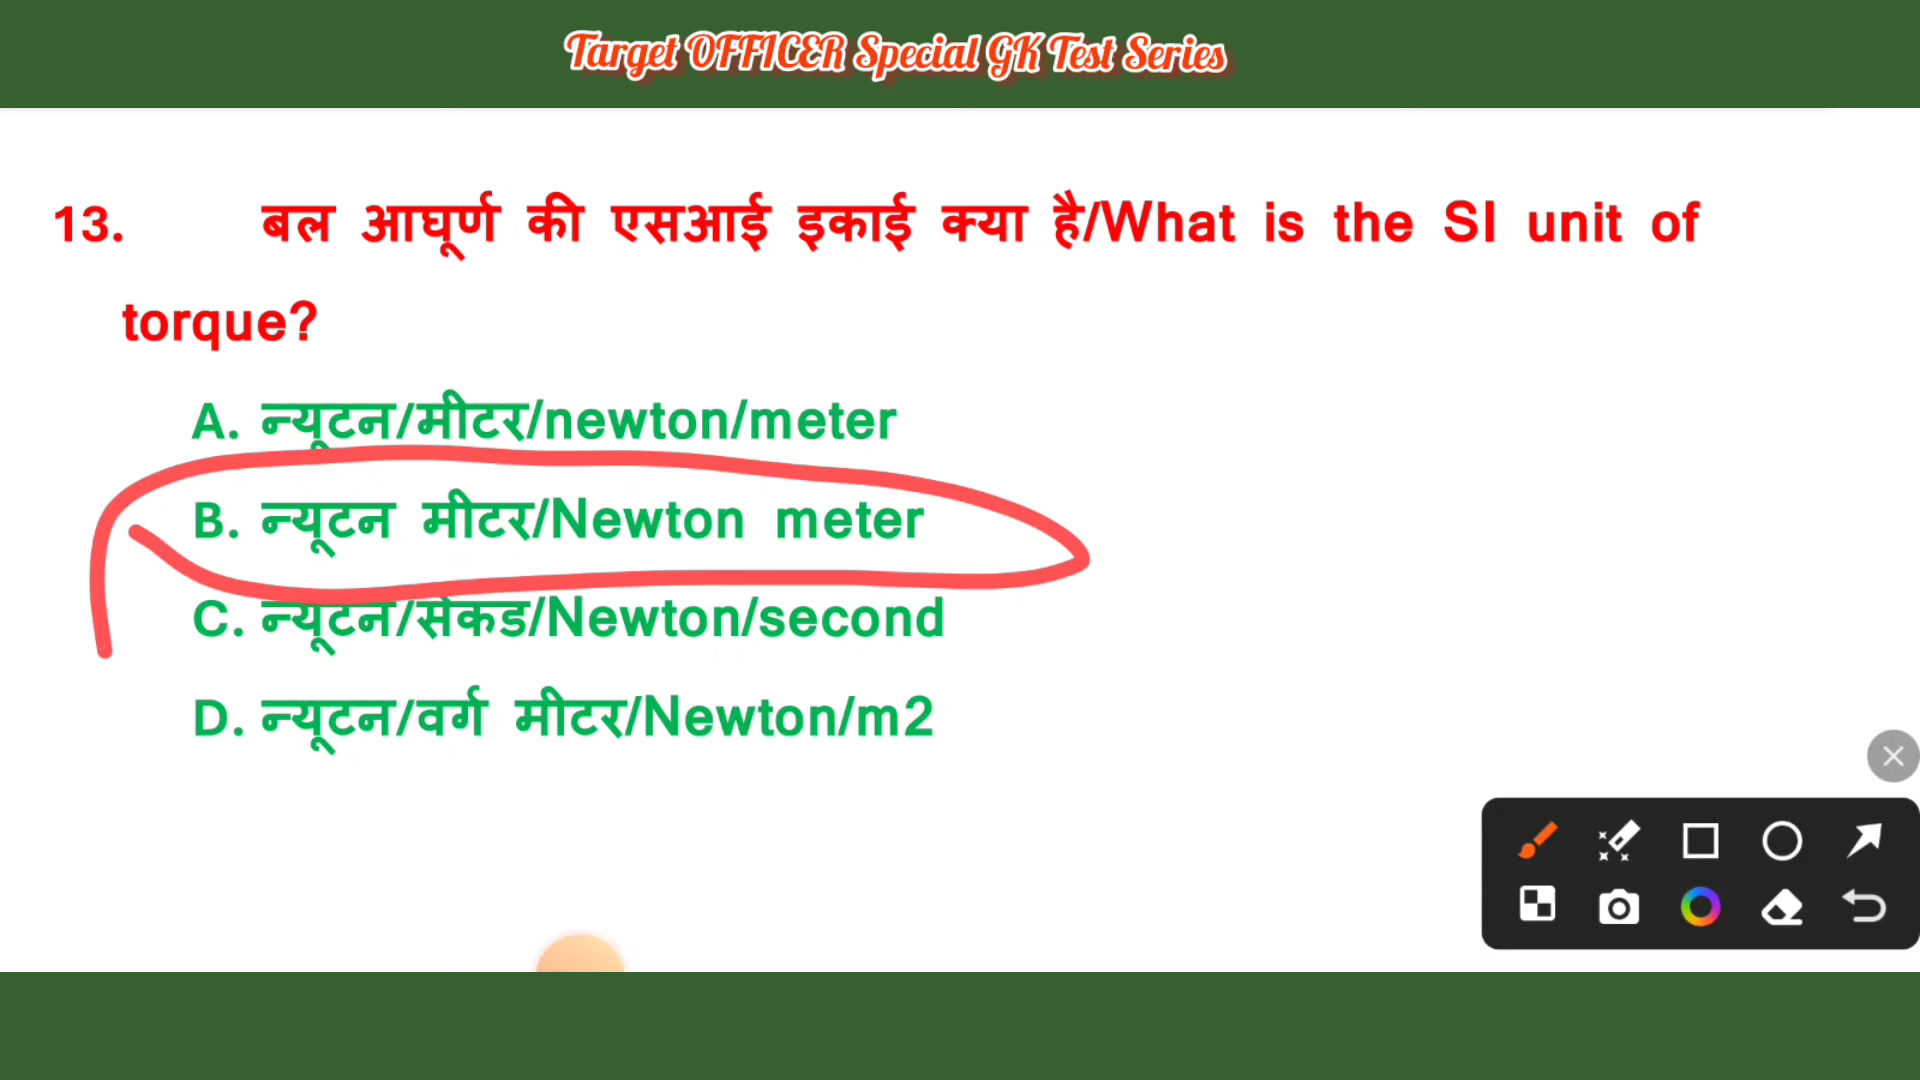 Target OFFICER Special GK Test Series
13. बल आघूर्ण की एसआई इकाई क्या है/What is the SI unit of
torque?
A. न्यूटन/मीटर/newton/meter
B. न्यूटन मीटर/Newton meter
C. न्यूटन/सेकंड/Newton/second
D. न्यूटन/वर्ग मीटर/Newton/m2